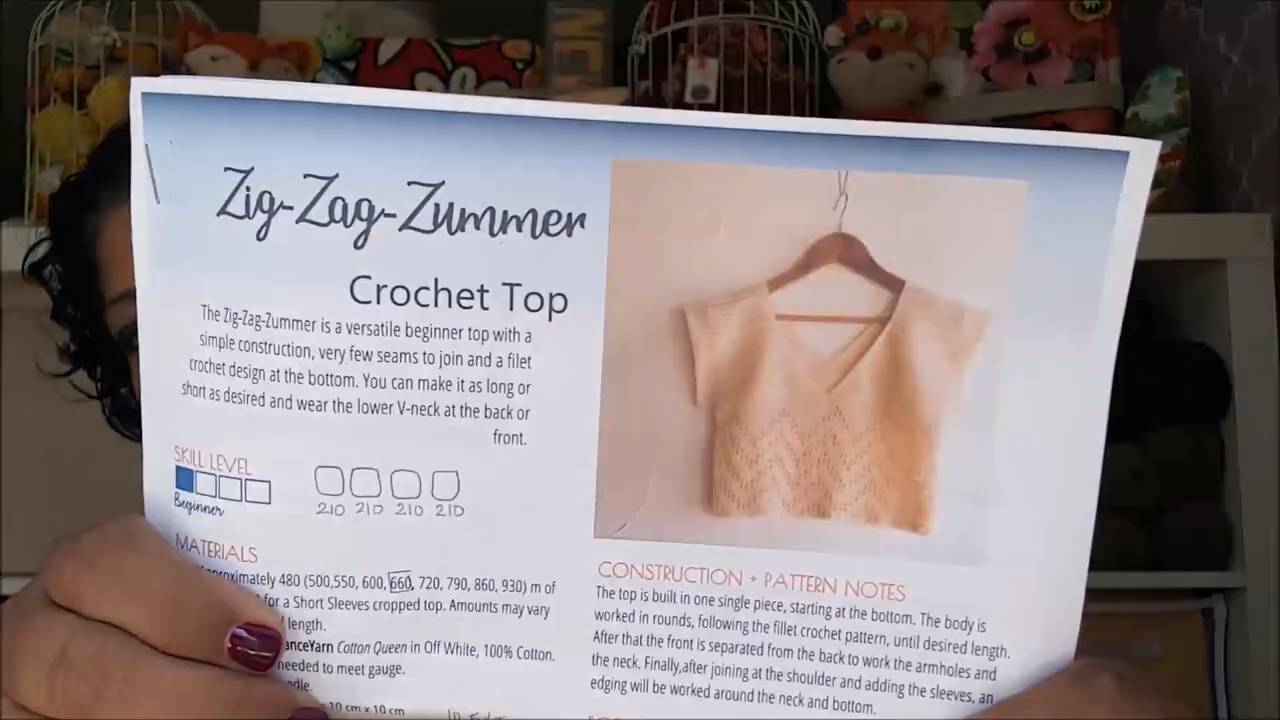 Zig-Zag-Zummer
Crochet Top
The Zig-Zag-Zummer is a versatile beginner top with a
simple construction, very few seams to join and a filet
crochet design at the bottom. You can make it as long or
short as desired and wear the lower V-neck at the back or
front.
SKILL LEVEL
Beginner
210 210 210 210
MATERIALS
480 (500,550, 600, 660, 720, 790, 860, 930) m of
for a Short Sleeves cropped top. Amounts may vary
length.
Cotton Queen in Off White, 100% Cotton.
needed to meet gauge.
10 cm x 10 cm
CONSTRUCTION + PATTERN NOTES
The top is built in one single piece, starting at the bottom. The body is
worked in rounds, following the fillet crochet pattern, until desired length.
After that the front is separated from the back to work the armholes and
the neck. Finally,after joining at the shoulder and adding the sleeves, an
edging will be worked around the neck and bottom.